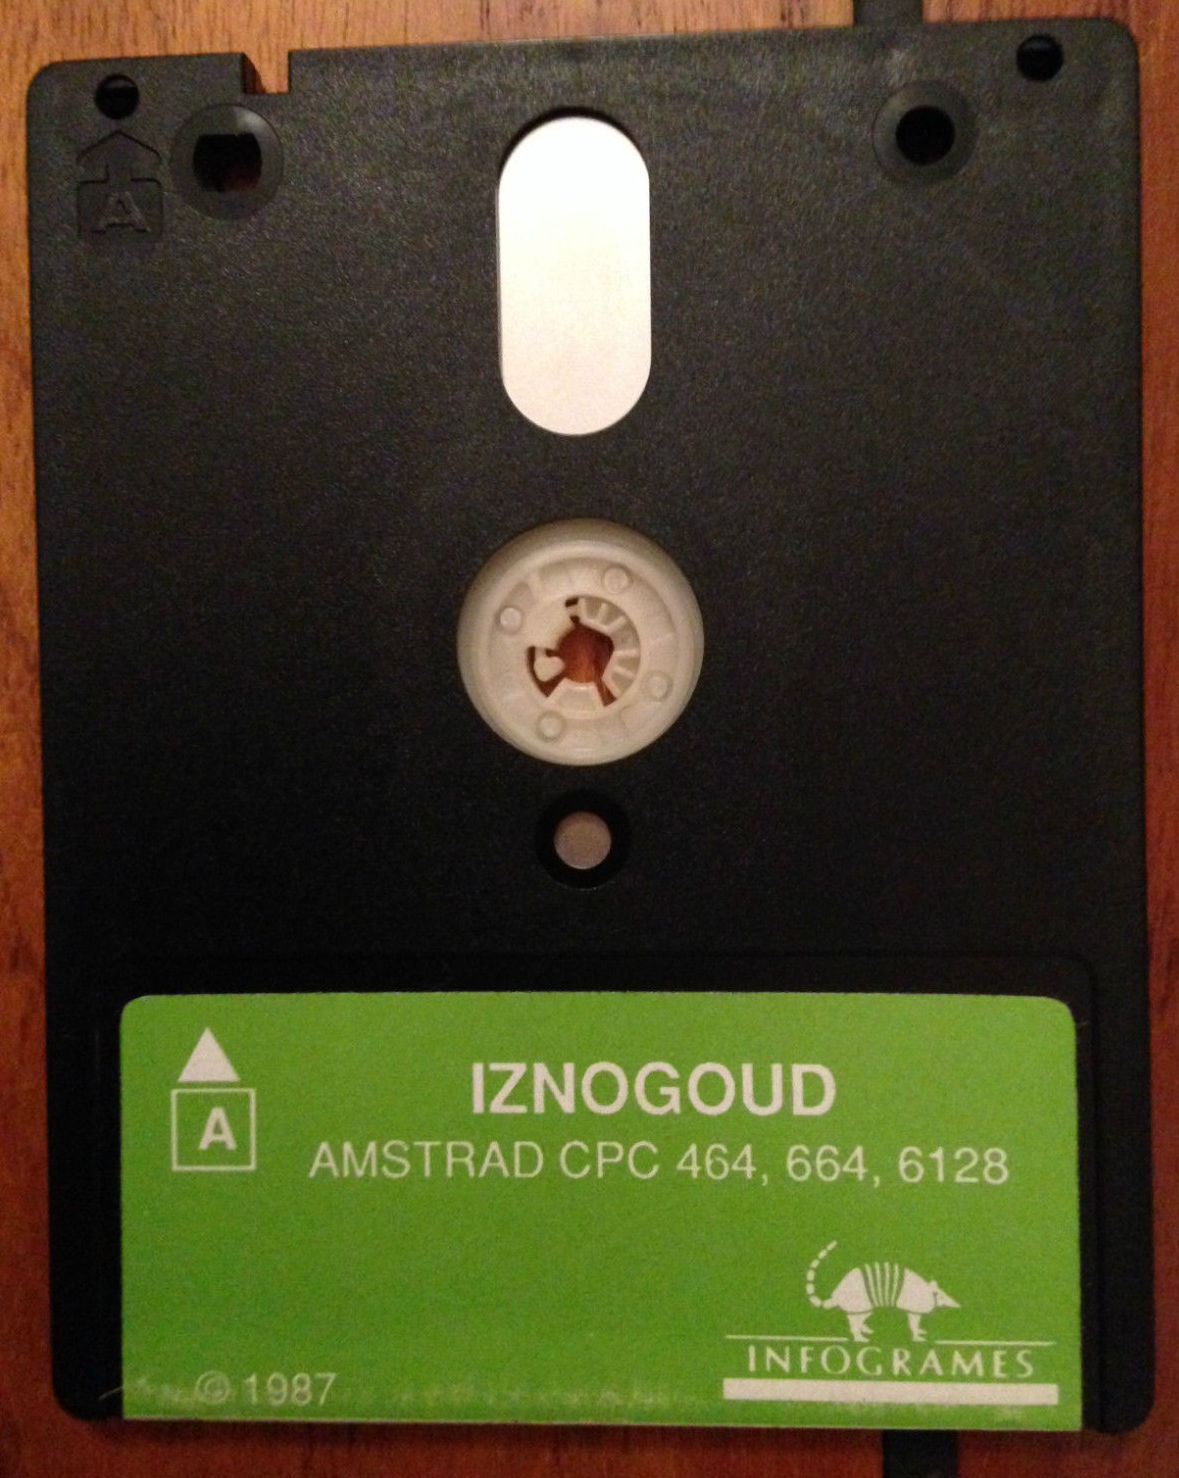 A
A
IZNOGOUD
AMSTRAD CPC 464, 664, 6128
INFOGRAMES
© 1987